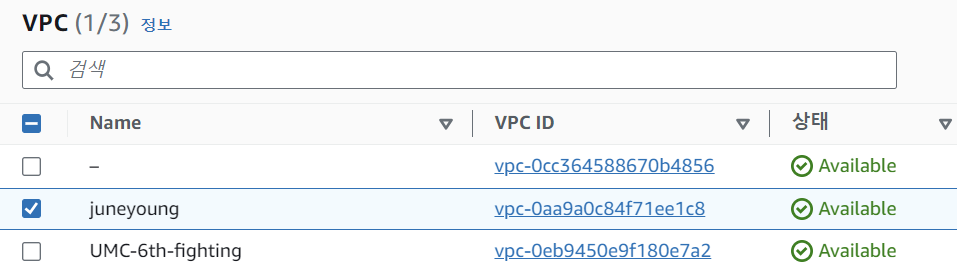 VPC (1/3) 정보
검색
Name VPC ID 상태
– vpc-0cc364588670b4856 Available
juneyoung vpc-0aa9a0c84f71ee1c8 Available
UMC-6th-fighting vpc-0eb9450e9f180e7a2 Available